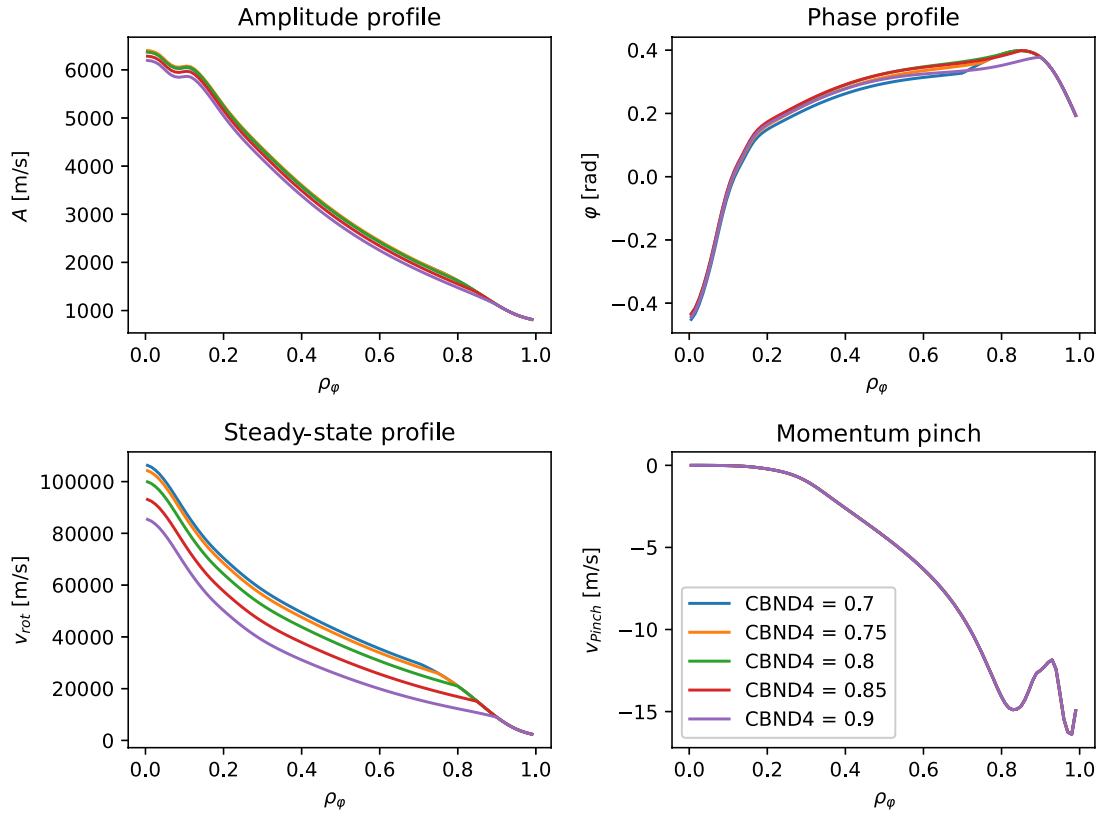 Amplitude profile
A [m/s]
6000
5000
4000
3000
2000
1000
0.0 0.2 0.4 0.6 0.8 1.0
ρφ
Phase profile
φ [rad]
0.4
0.2
0.0
−0.2
−0.4
0.0 0.2 0.4 0.6 0.8 1.0
ρφ
Steady-state profile
vrot [m/s]
100000
80000
60000
40000
20000
0
0.0 0.2 0.4 0.6 0.8 1.0
ρφ
Momentum pinch
vPinch [m/s]
0
−5
−10
−15
CBND4 = 0.7
CBND4 = 0.75
CBND4 = 0.8
CBND4 = 0.85
CBND4 = 0.9
0.0 0.2 0.4 0.6 0.8 1.0
ρφ